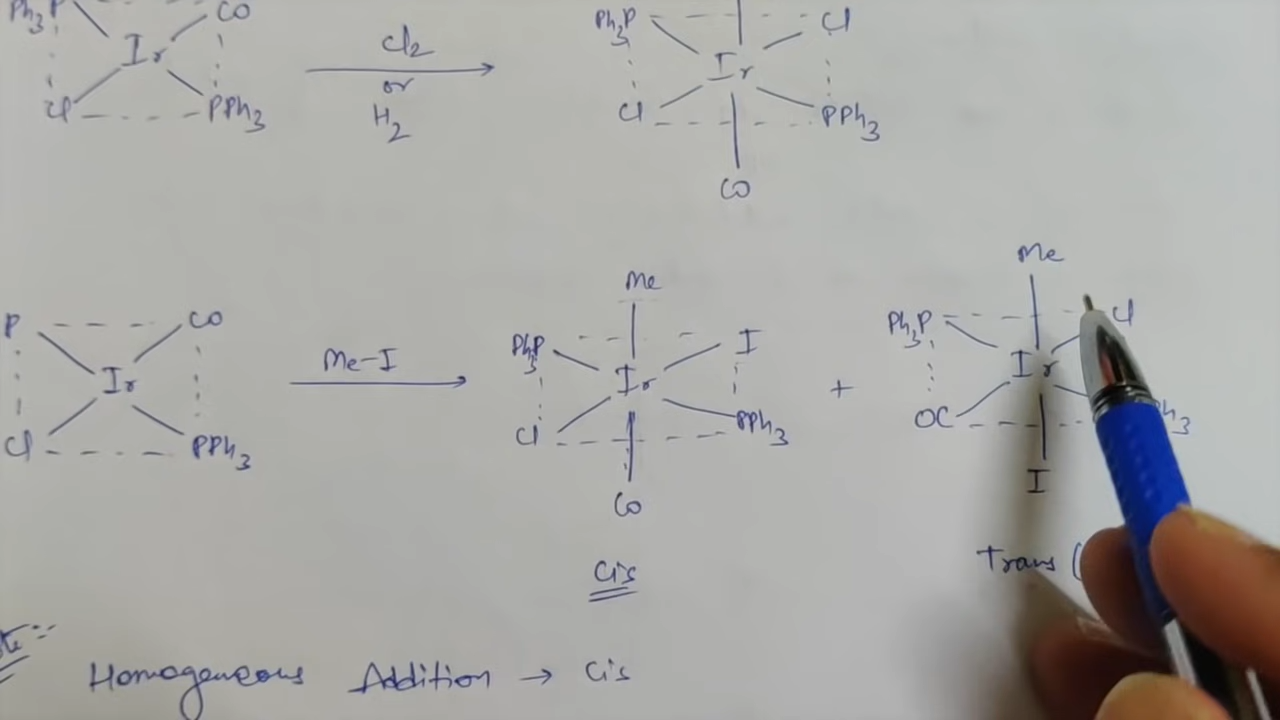 Ph3P CO
Ir
Cl PPh3
Cl2
or
H2
Ph3P Cl
Ir
Cl PPh3
CO
P CO
Ir
Cl PPh3
Me-I
Me
Ph3P I
Ir
Cl PPh3
CO
Cis
+
Me
Ph3P Cl
Ir
OC
I
Trans (
Homogeneous Addition → Cis